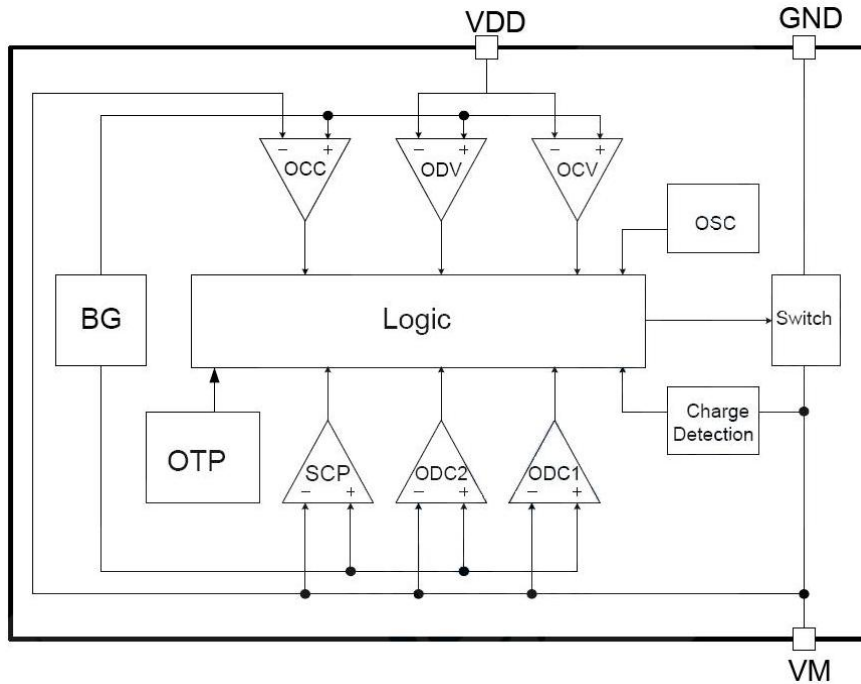 VDD
GND
- +
- +
- +
OCC
ODV
OCV
OSC
BG
Logic
Switch
OTP
SCP
ODC2
ODC1
- +
- +
- +
Charge
Detection
VM